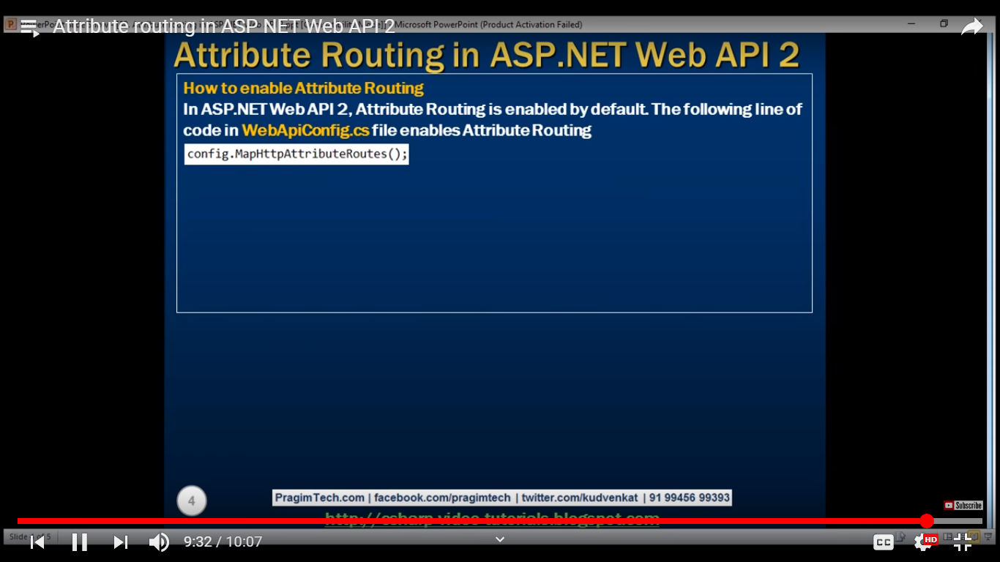 Attribute routing in ASP NET Web API 2
Microsoft PowerPoint (Product Activation Failed)
Attribute Routing in ASP.NET Web API 2
How to enable Attribute Routing
In ASP.NET Web API 2, Attribute Routing is enabled by default. The following line of
code in WebApiConfig.cs file enables Attribute Routing
config.MapHttpAttributeRoutes();
4
PragimTech.com | facebook.com/pragimtech | twitter.com/kudvenkat | 91 99456 99393
http://csharp-video-tutorials.blogspot.com
Subscribe
Slide
5
9:32 / 10:07
CC
HD